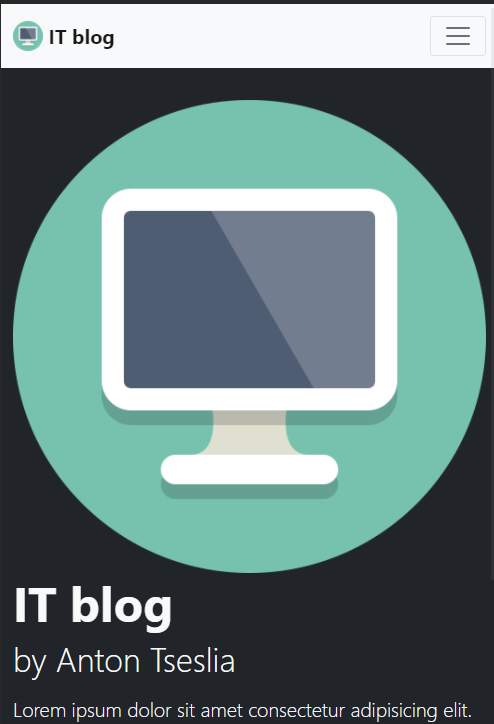 IT blog
IT blog
by Anton Tseslia
Lorem ipsum dolor sit amet consectetur adipisicing elit.